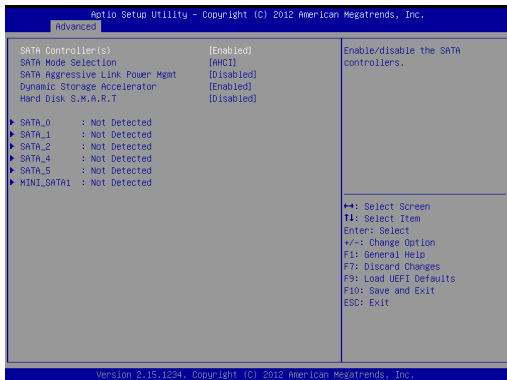 Aptio Setup Utility – Copyright (C) 2012 American Megatrends, Inc.
Advanced
SATA Controller(s) [Enabled]
SATA Mode Selection [AHCI]
SATA Aggressive Link Power Mgmt [Disabled]
Dynamic Storage Accelerator [Enabled]
Hard Disk S.M.A.R.T [Disabled]
SATA_0 : Not Detected
SATA_1 : Not Detected
SATA_2 : Not Detected
SATA_4 : Not Detected
SATA_5 : Not Detected
MINI_SATA1 : Not Detected
Enable/disable the SATA
controllers.
↔: Select Screen
↑↓: Select Item
Enter: Select
+/-: Change Option
F1: General Help
F7: Discard Changes
F9: Load UEFI Defaults
F10: Save and Exit
ESC: Exit
Version 2.15.1234. Copyright (C) 2012 American Megatrends, Inc.